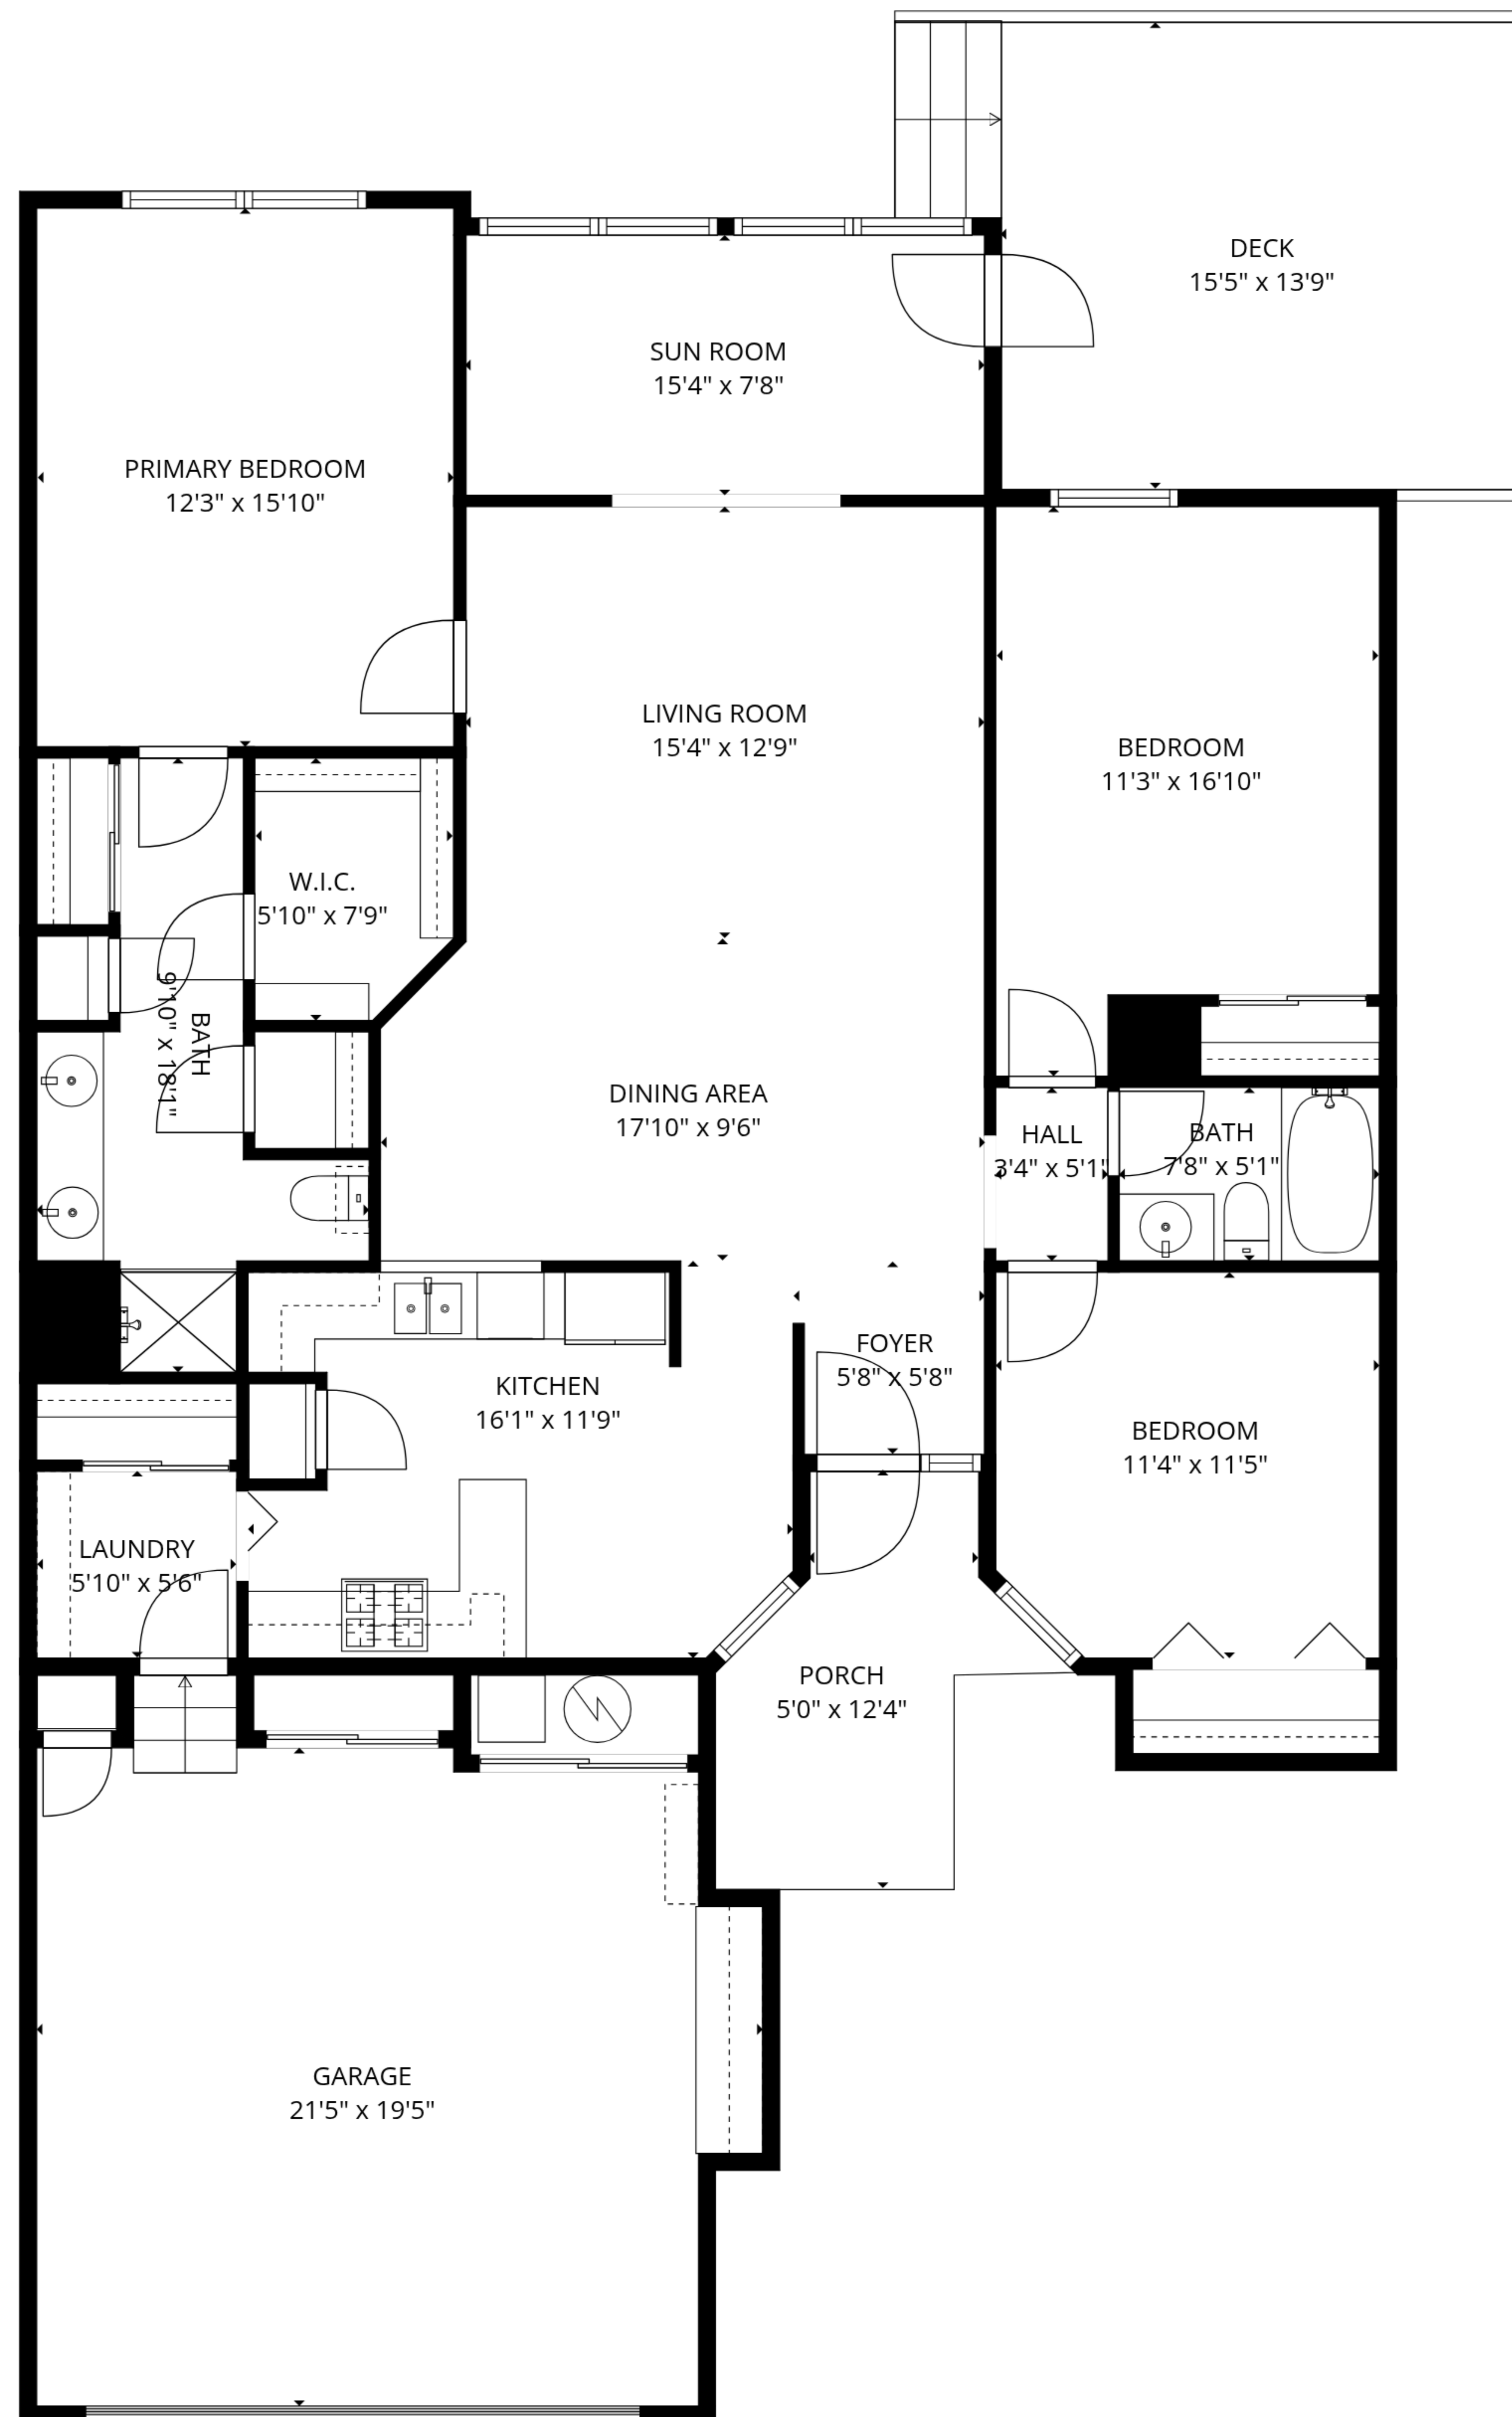 DECK
15'5" x 13'9"
SUN ROOM
15'4" x 7'8"
PRIMARY BEDROOM
12'3" x 15'10"
LIVING ROOM
15'4" x 12'9"
BEDROOM
11'3" x 16'10"
W.I.C.
5'10" x 7'9"
BATH
9'10" x 18'1"
DINING AREA
17'10" x 9'6"
HALL
3'4" x 5'1"
BATH
7'8" x 5'1"
FOYER
5'8" x 5'8"
KITCHEN
16'1" x 11'9"
BEDROOM
11'4" x 11'5"
LAUNDRY
5'10" x 5'6"
PORCH
5'0" x 12'4"
GARAGE
21'5" x 19'5"